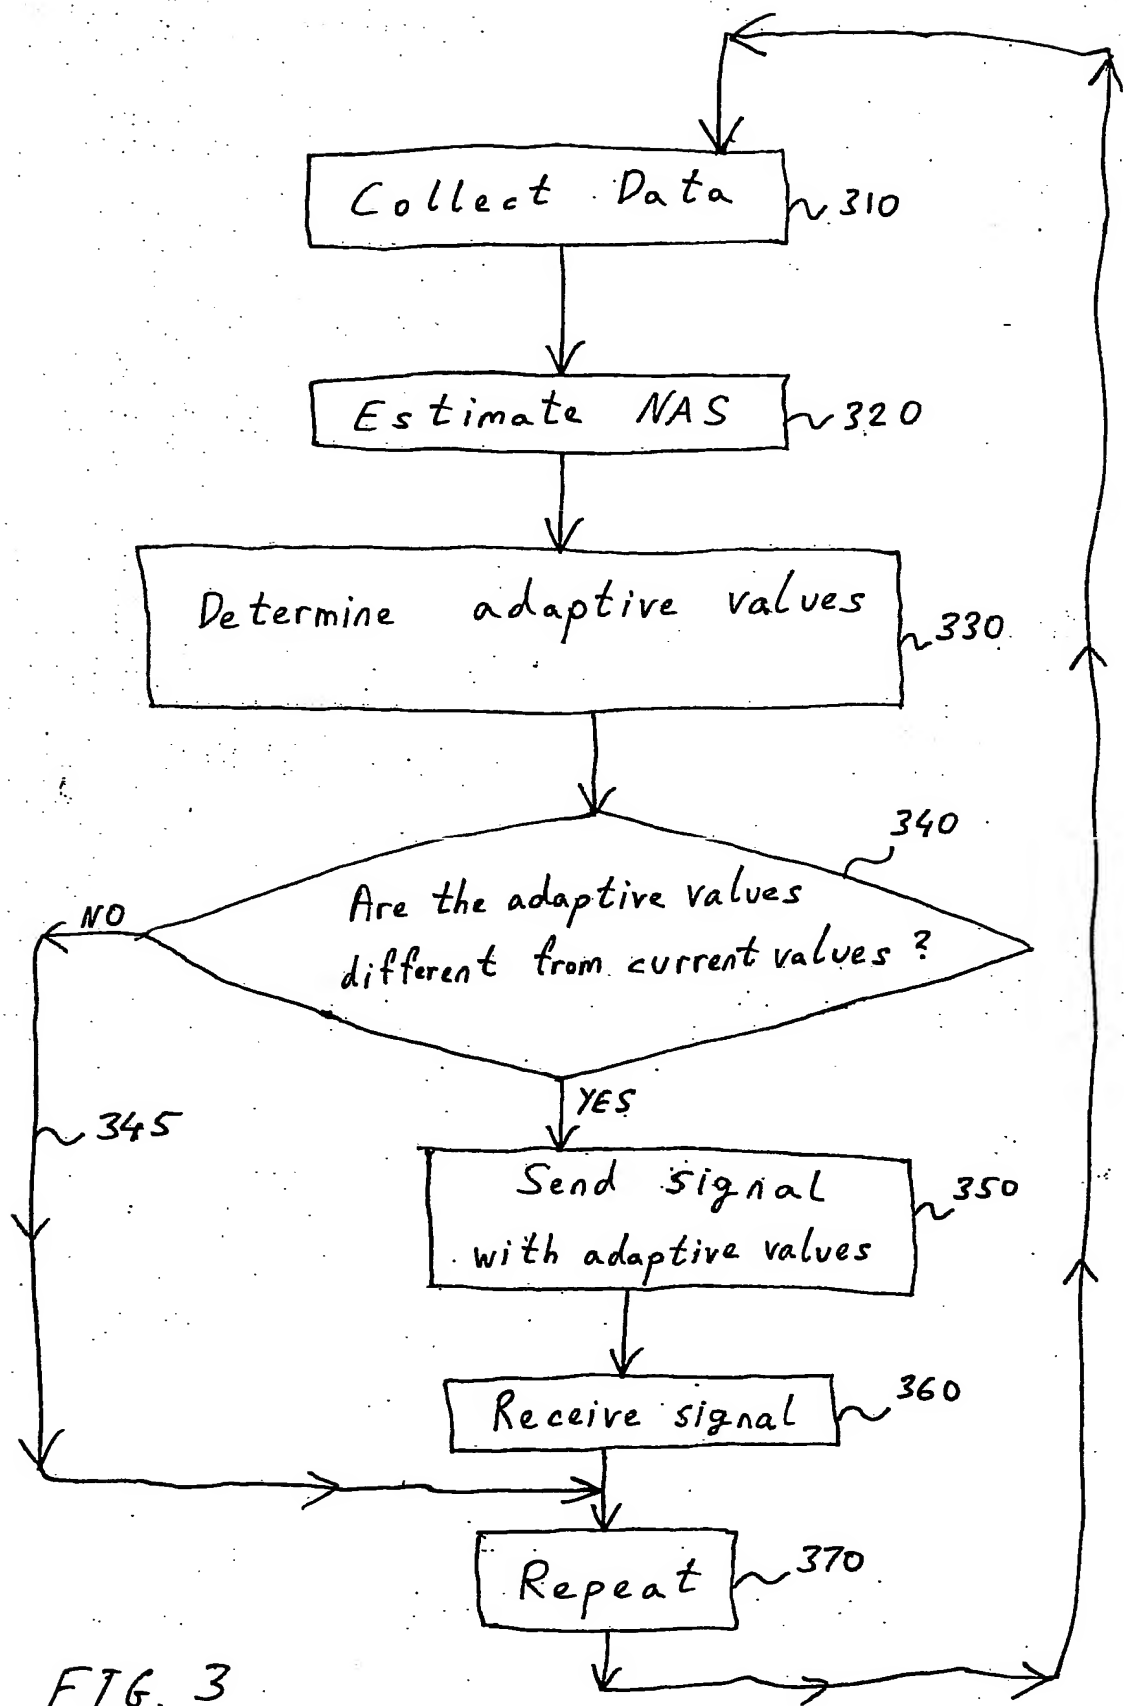 Collect Data
310
Estimate NAS
320
Determine adaptive values
330
340
Are the adaptive values
different from current values ?
NO
YES
345
Send signal
with adaptive values
350
Receive signal
360
Repeat
370
FIG. 3